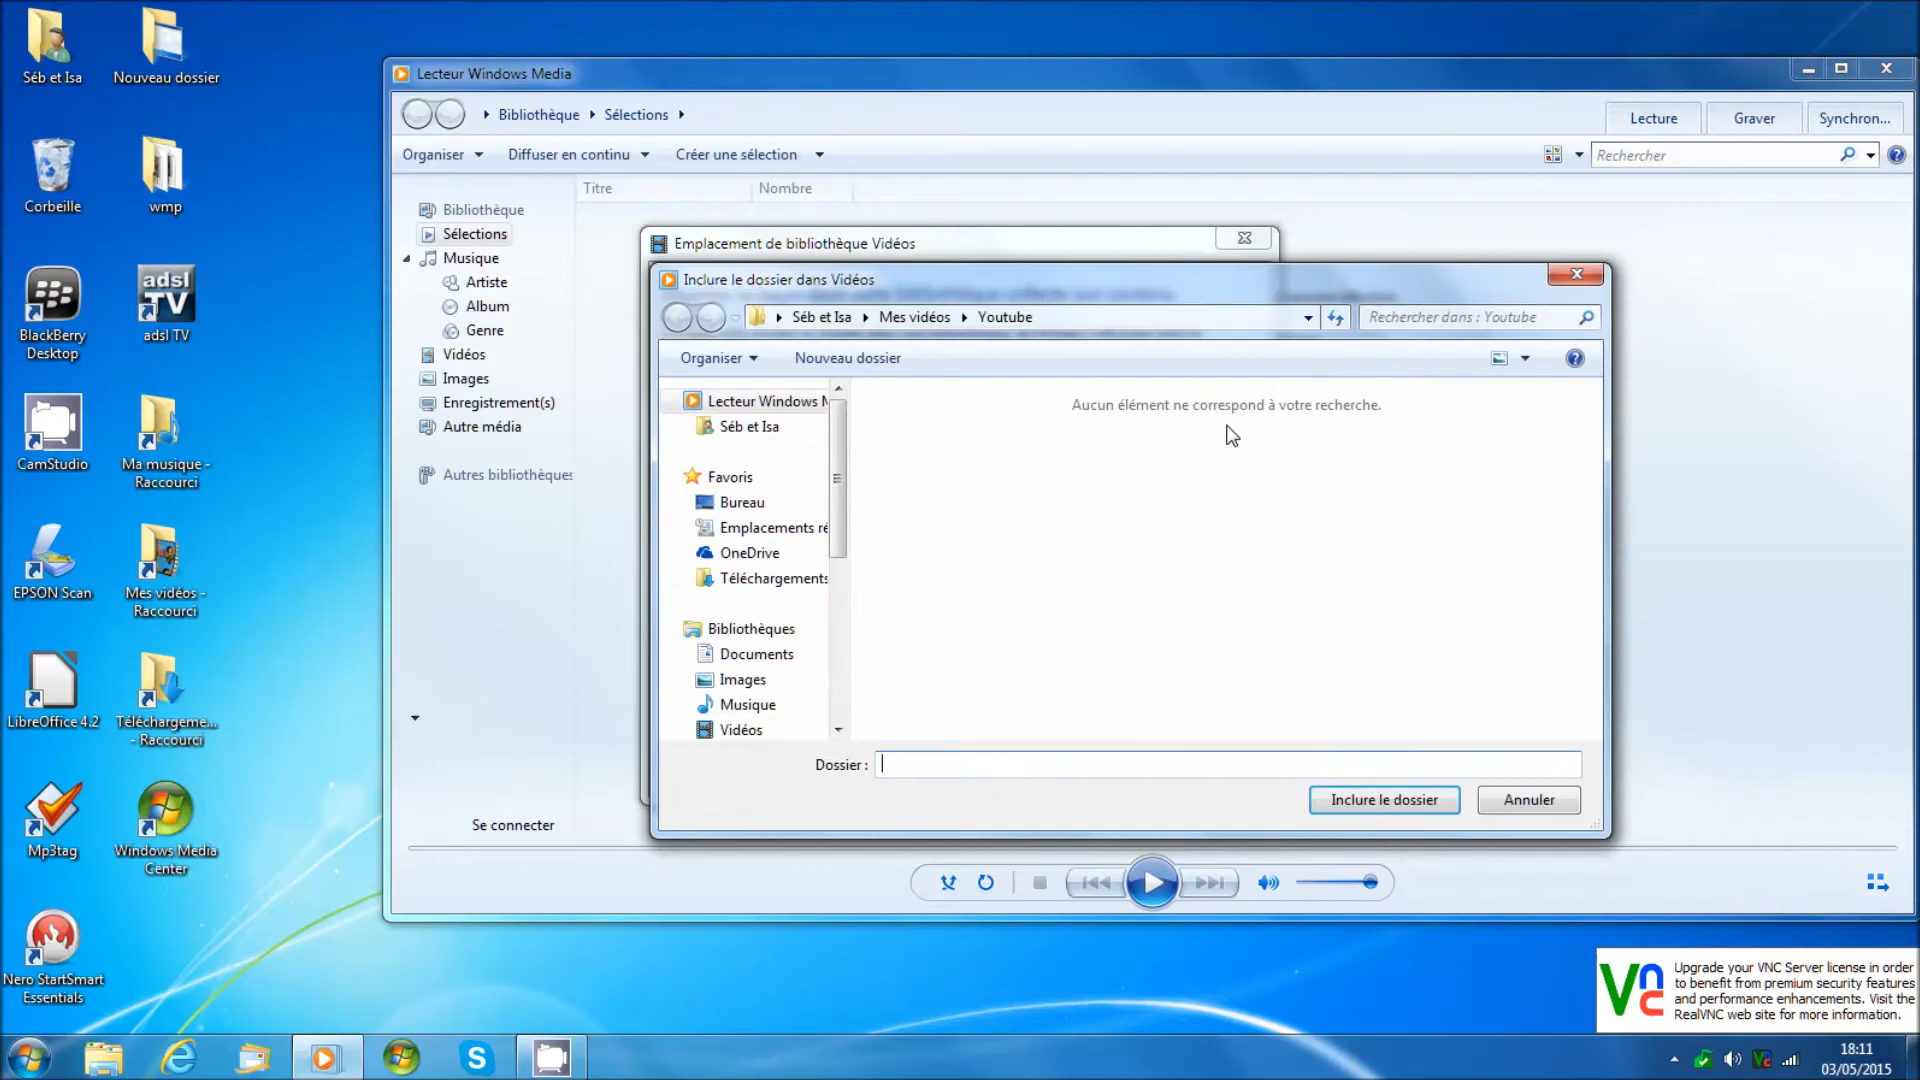 Séb et Isa
Nouveau dossier
Corbeille
wmp
BlackBerry
Desktop
adsl
TV
adsl TV
CamStudio
Ma musique -
Raccourci
EPSON Scan
Mes vidéos -
Raccourci
LibreOffice 4.2
Téléchargeme...
- Raccourci
Mp3tag
Windows Media
Center
Nero StartSmart
Essentials
Lecteur Windows Media
Bibliothèque
Sélections
Lecture
Graver
Synchron...
Organiser
Diffuser en continu
Créer une sélection
Rechercher
Titre
Nombre
Bibliothèque
Sélections
Musique
Artiste
Album
Genre
Vidéos
Images
Enregistrement(s)
Autre média
Autres bibliothèques
Se connecter
Emplacement de bibliothèque Vidéos
Inclure le dossier dans Vidéos
Séb et Isa
Mes vidéos
Youtube
Rechercher dans : Youtube
Organiser
Nouveau dossier
Lecteur Windows M
Séb et Isa
Favoris
Bureau
Emplacements ré
OneDrive
Téléchargements
Bibliothèques
Documents
Images
Musique
Vidéos
Aucun élément ne correspond à votre recherche.
Dossier :
Inclure le dossier
Annuler
Upgrade your VNC Server license in order
to benefit from premium security features
and performance enhancements. Visit the
RealVNC web site for more information.
18:11
03/05/2015